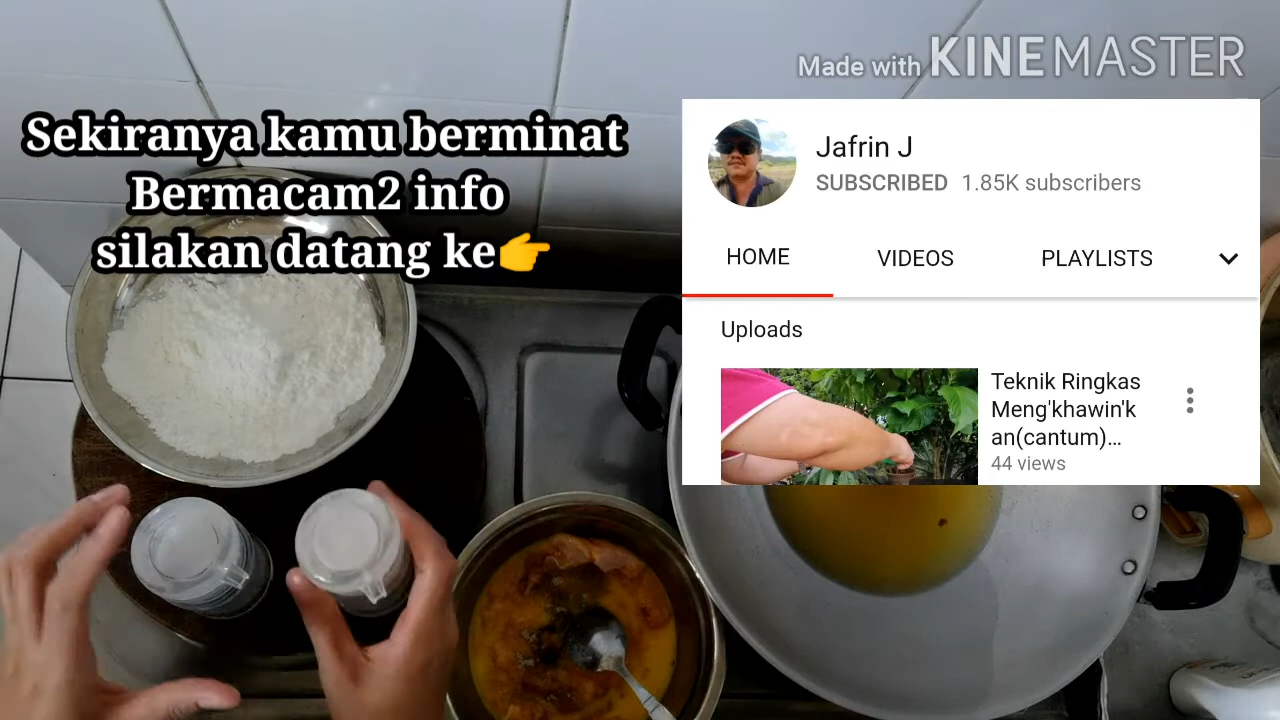 Made with KINEMASTER
Sekiranya kamu berminat
Bermacam2 info
silakan datang ke👉
Jafrin J
SUBSCRIBED 1.85K subscribers
HOME VIDEOS PLAYLISTS
Uploads
Teknik Ringkas
Meng'khawin'k
an(cantum)...
44 views